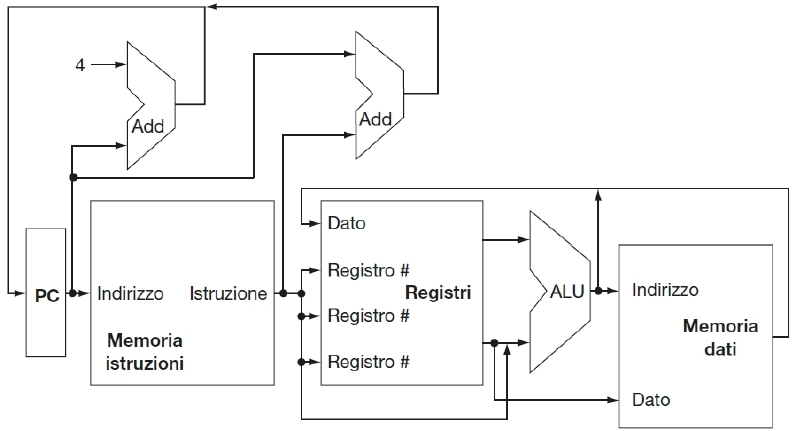 4
Add
Add
PC
Indirizzo
Istruzione
Memoria
istruzioni
Dato
Registro #
Registri
Registro #
Registro #
ALU
Indirizzo
Memoria
dati
Dato